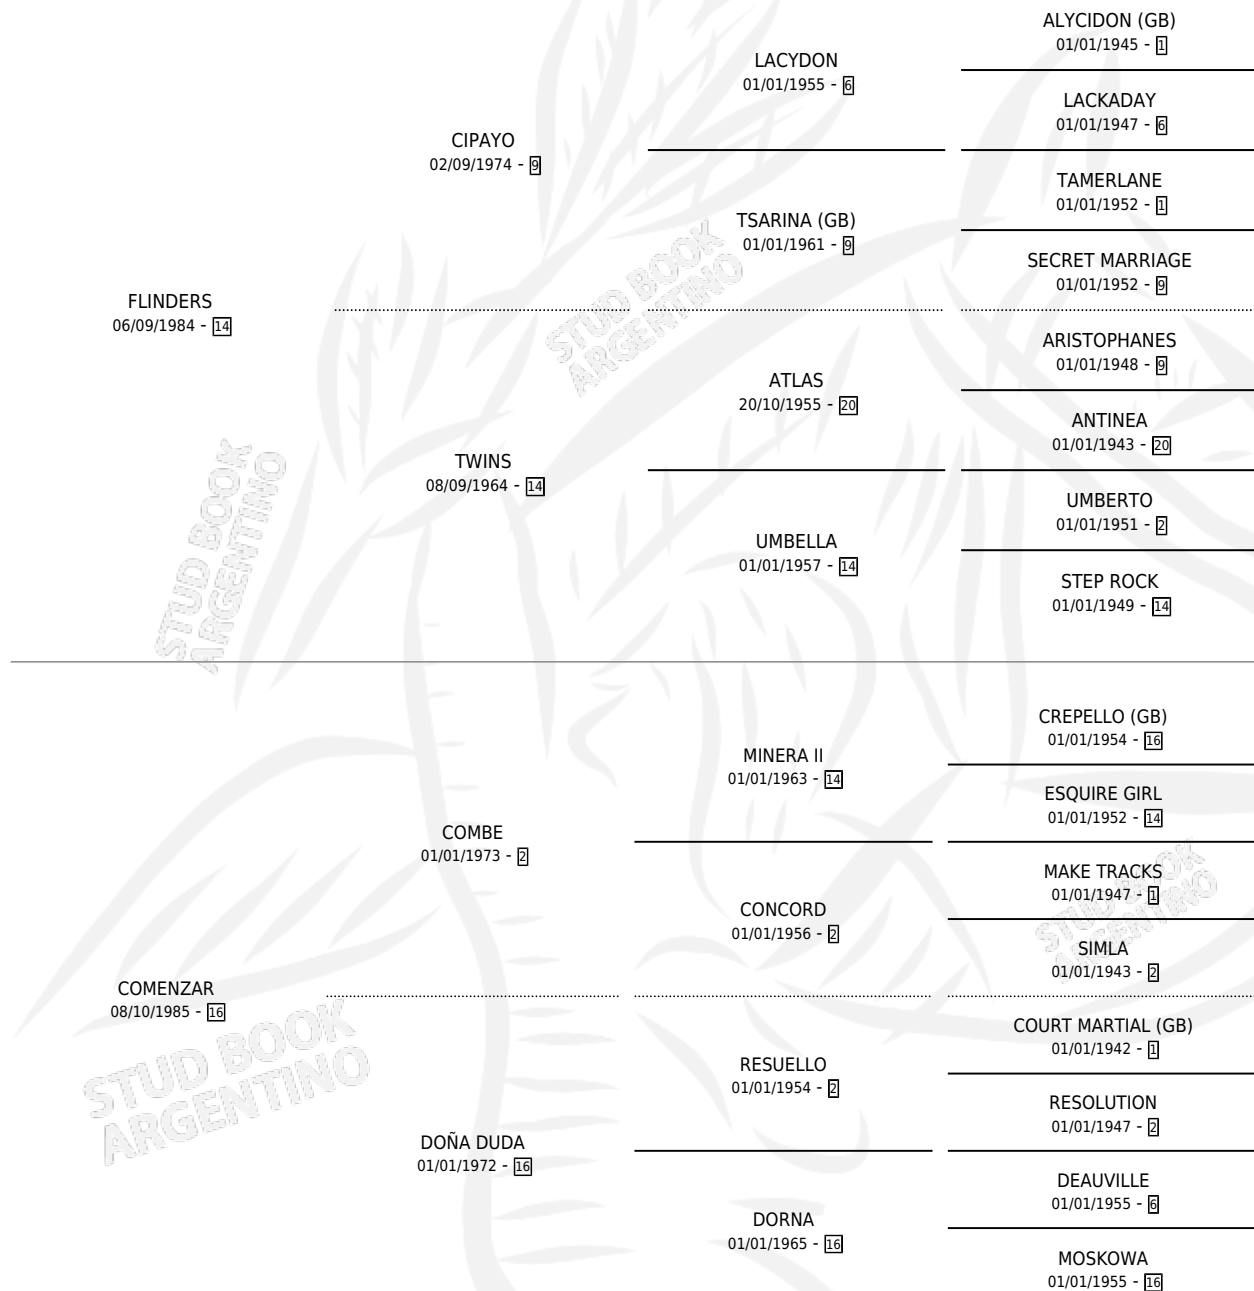 ALYCIDON (GB)
01/01/1945 - 1
LACYDON
01/01/1955 - 6
LACKADAY
01/01/1947 - 6
CIPAYO
02/09/1974 - 9
TAMERLANE
01/01/1952 - 1
TSARINA (GB)
01/01/1961 - 9
SECRET MARRIAGE
01/01/1952 - 9
FLINDERS
06/09/1984 - 14
ARISTOPHANES
01/01/1948 - 9
ATLAS
20/10/1955 - 20
ANTINEA
01/01/1943 - 20
TWINS
08/09/1964 - 14
UMBERTO
01/01/1951 - 2
UMBELLA
01/01/1957 - 14
STEP ROCK
01/01/1949 - 14
CREPELLO (GB)
01/01/1954 - 16
MINERA II
01/01/1963 - 14
ESQUIRE GIRL
01/01/1952 - 14
COMBE
01/01/1973 - 2
MAKE TRACKS
01/01/1947 - 1
CONCORD
01/01/1956 - 2
SIMLA
01/01/1943 - 2
COMENZAR
08/10/1985 - 16
COURT MARTIAL (GB)
01/01/1942 - 1
RESUELLO
01/01/1954 - 2
RESOLUTION
01/01/1947 - 2
DOÑA DUDA
01/01/1972 - 16
DEAUVILLE
01/01/1955 - 6
DORNA
01/01/1965 - 16
MOSKOWA
01/01/1955 - 16
STUD BOOK
ARGENTINO
STUD BOOK
ARGENTINO
STUD BOOK
ARGENTINO
STUD BOOK
ARGENTINO